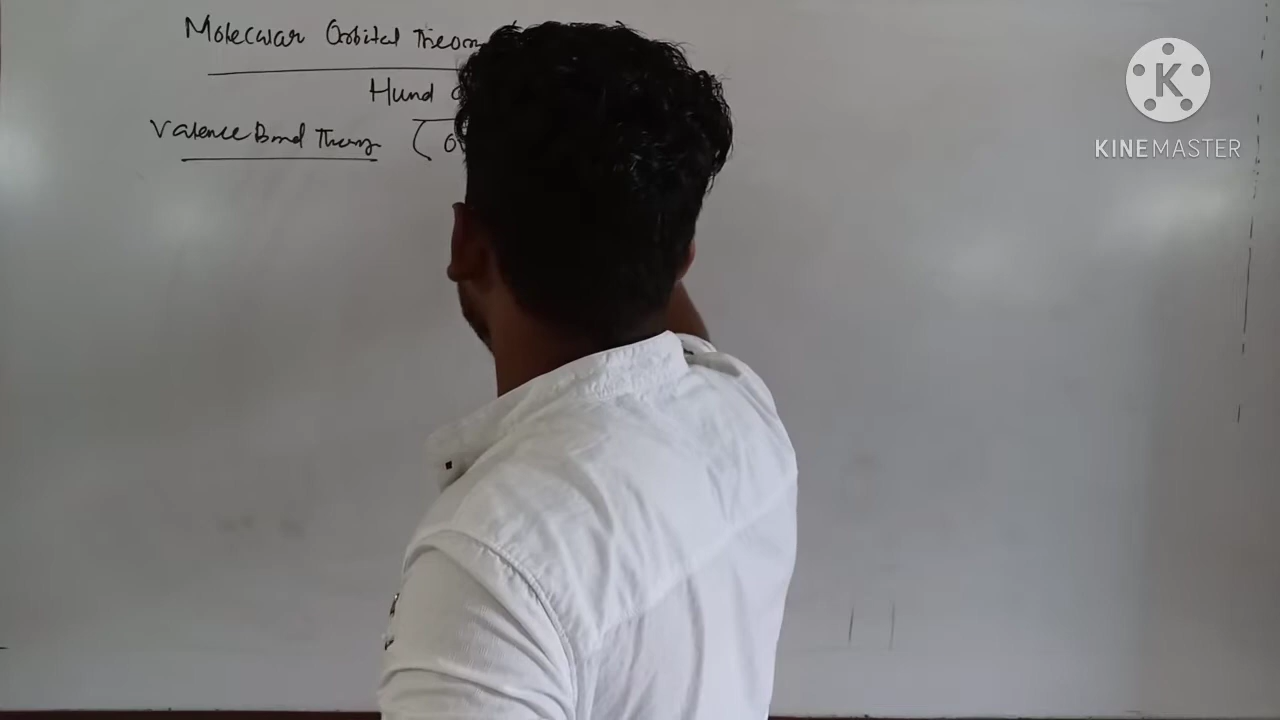 Molecular Orbital Theory
Hund
Valence Bond Theory (
K
KINEMASTER